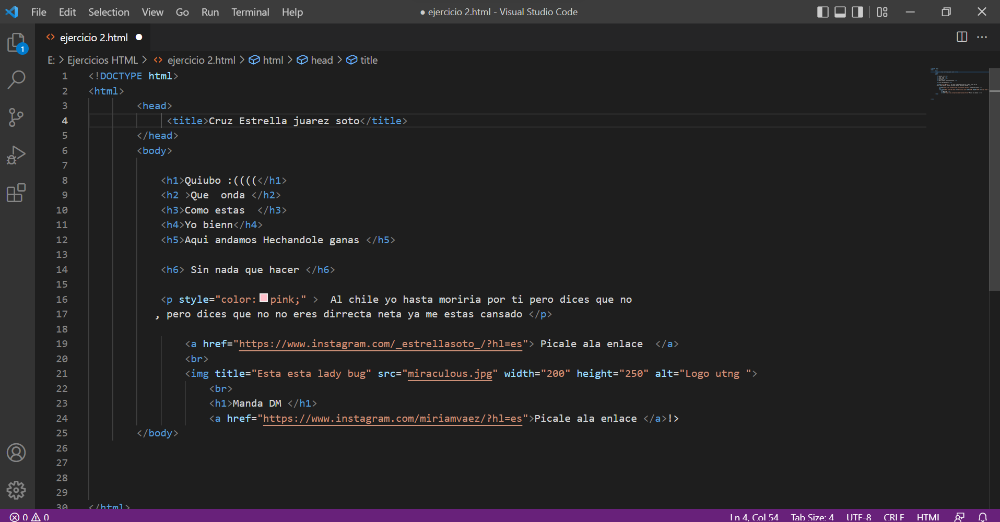 File Edit Selection View Go Run Terminal Help ● ejercicio 2.html - Visual Studio Code
ejercicio 2.html ●
1
E: > Ejercicios HTML > <> ejercicio 2.html > html > head > title
1 <!DOCTYPE html>
2 <html>
3 <head>
4 <title>Cruz Estrella juarez soto</title>
5 </head>
6 <body>
7
8 <h1>Quiubo :((((</h1>
9 <h2 >Que  onda </h2>
10 <h3>Como estas  </h3>
11 <h4>Yo bienn</h4>
12 <h5>Aqui andamos Hechandole ganas </h5>
13
14 <h6> Sin nada que hacer </h6>
15
16 <p style="color:pink;" >  Al chile yo hasta moriria por ti pero dices que no
17 , pero dices que no no eres dirrecta neta ya me estas cansado </p>
18
19 <a href="https://www.instagram.com/_estrellasoto_/?hl=es"> Picale ala enlace  </a>
20 <br>
21 <img title="Esta esta lady bug" src="miraculous.jpg" width="200" height="250" alt="Logo utng ">
22 <br>
23 <h1>Manda DM </h1>
24 <a href="https://www.instagram.com/miriamvaez/?hl=es">Picale ala enlace </a>!>
25 </body>
26
27
28
29
30 </html>
0 0 Ln 4, Col 54 Tab Size: 4 UTF-8 CRLF HTML